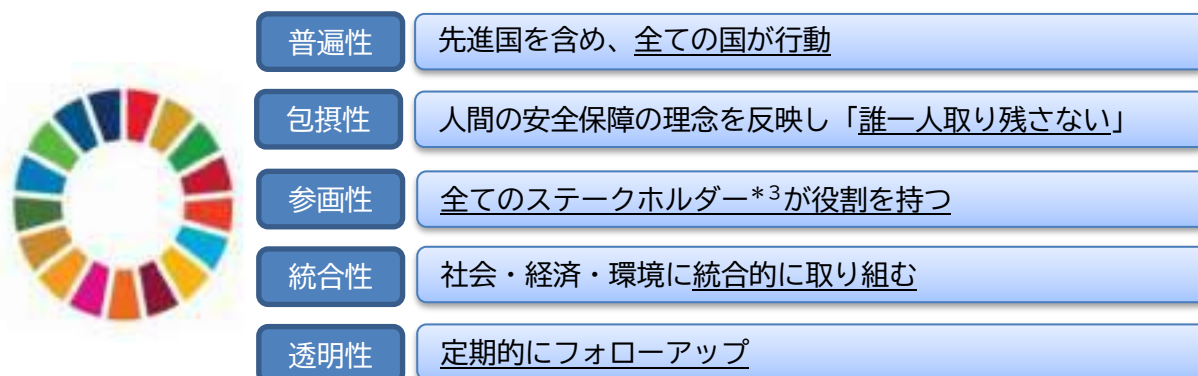 普遍性 先進国を含め、全ての国が行動
包摂性 人間の安全保障の理念を反映し「誰一人取り残さない」
参画性 全てのステークホルダー*3が役割を持つ
統合性 社会・経済・環境に統合的に取り組む
透明性 定期的にフォローアップ